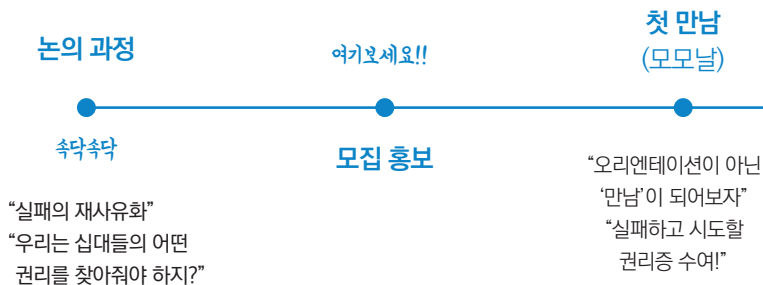 논의 과정
속닥속닥
“실패의 재사유화”
“우리는 십대들의 어떤
권리를 찾아줘야 하지?”
여기보세요!!
모집 홍보
첫 만남
(모모날)
“오리엔테이션이 아닌
‘만남’이 되어보자”
“실패하고 시도할
권리증 수여!”